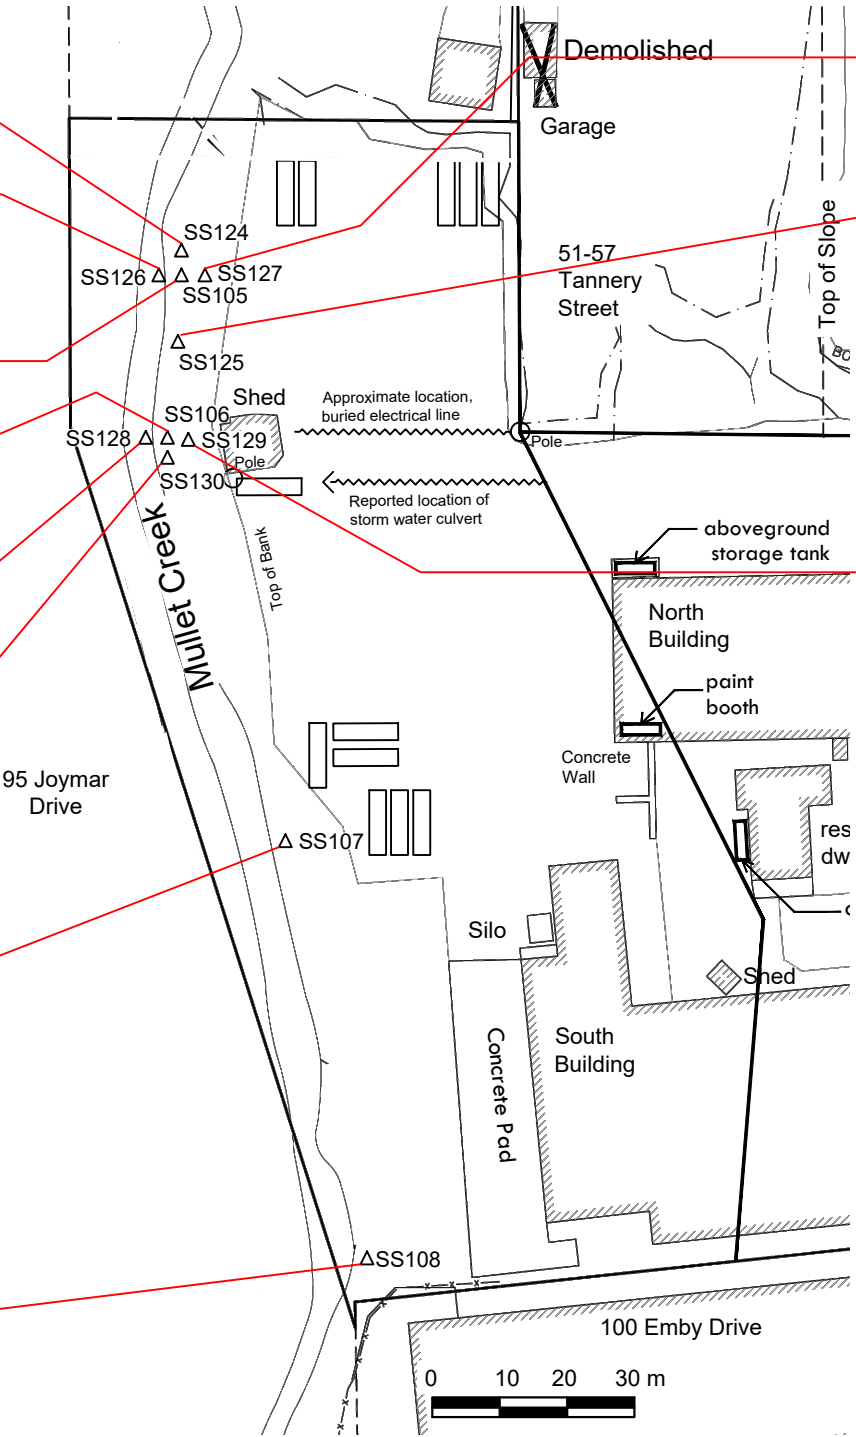 Demolished
Garage
SS124
SS126
SS127
SS105
51-57
Tannery
Street
Top of Slope
SS125
Shed
Approximate location,
buried electrical line
SS106
SS128
SS129
Pole
Pole
SS130
Reported location of
storm water culvert
Mullet Creek
Top of Bank
aboveground
storage tank
North
Building
paint
booth
Concrete
Wall
95 Joymar
Drive
SS107
res
dw
Silo
Shed
South
Building
Concrete Pad
SS108
100 Emby Drive
0 10 20 30 m